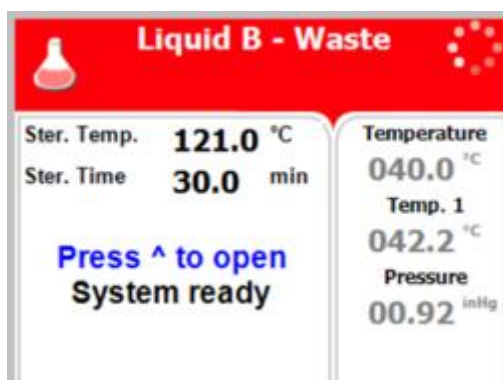 Liquid B - Waste
Ster. Temp. 121.0 °C
Ster. Time 30.0 min
Press ^ to open
System ready
Temperature
040.0 °C
Temp. 1
042.2 °C
Pressure
00.92 inHg